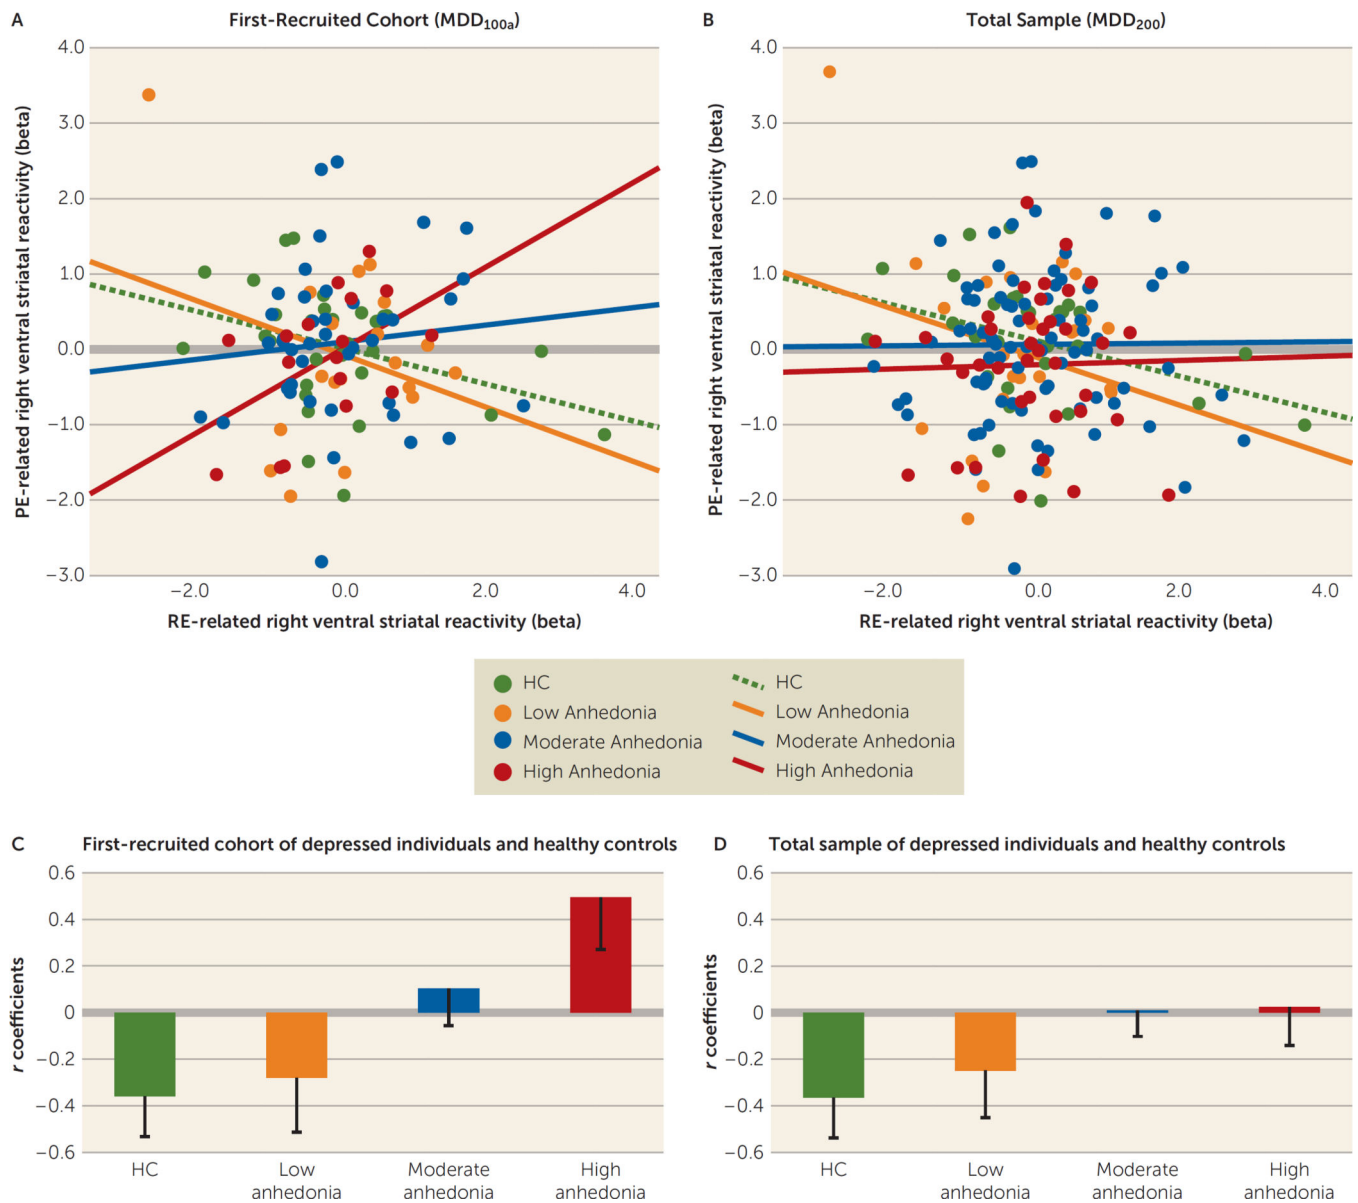 A First-Recruited Cohort (MDD100a)
4.0
3.0
2.0
1.0
0.0
−1.0
−2.0
−3.0
PE-related right ventral striatal reactivity (beta)
−2.0 0.0 2.0 4.0
RE-related right ventral striatal reactivity (beta)
B Total Sample (MDD200)
4.0
3.0
2.0
1.0
0.0
−1.0
−2.0
−3.0
PE-related right ventral striatal reactivity (beta)
−2.0 0.0 2.0 4.0
RE-related right ventral striatal reactivity (beta)
HC HC
Low Anhedonia Low Anhedonia
Moderate Anhedonia Moderate Anhedonia
High Anhedonia High Anhedonia
C First-recruited cohort of depressed individuals and healthy controls
0.6
0.4
0.2
0
−0.2
−0.4
−0.6
r coefficients
HC Low Moderate High
anhedonia anhedonia anhedonia
D Total sample of depressed individuals and healthy controls
0.6
0.4
0.2
0
−0.2
−0.4
−0.6
r coefficients
HC Low Moderate High
anhedonia anhedonia anhedonia